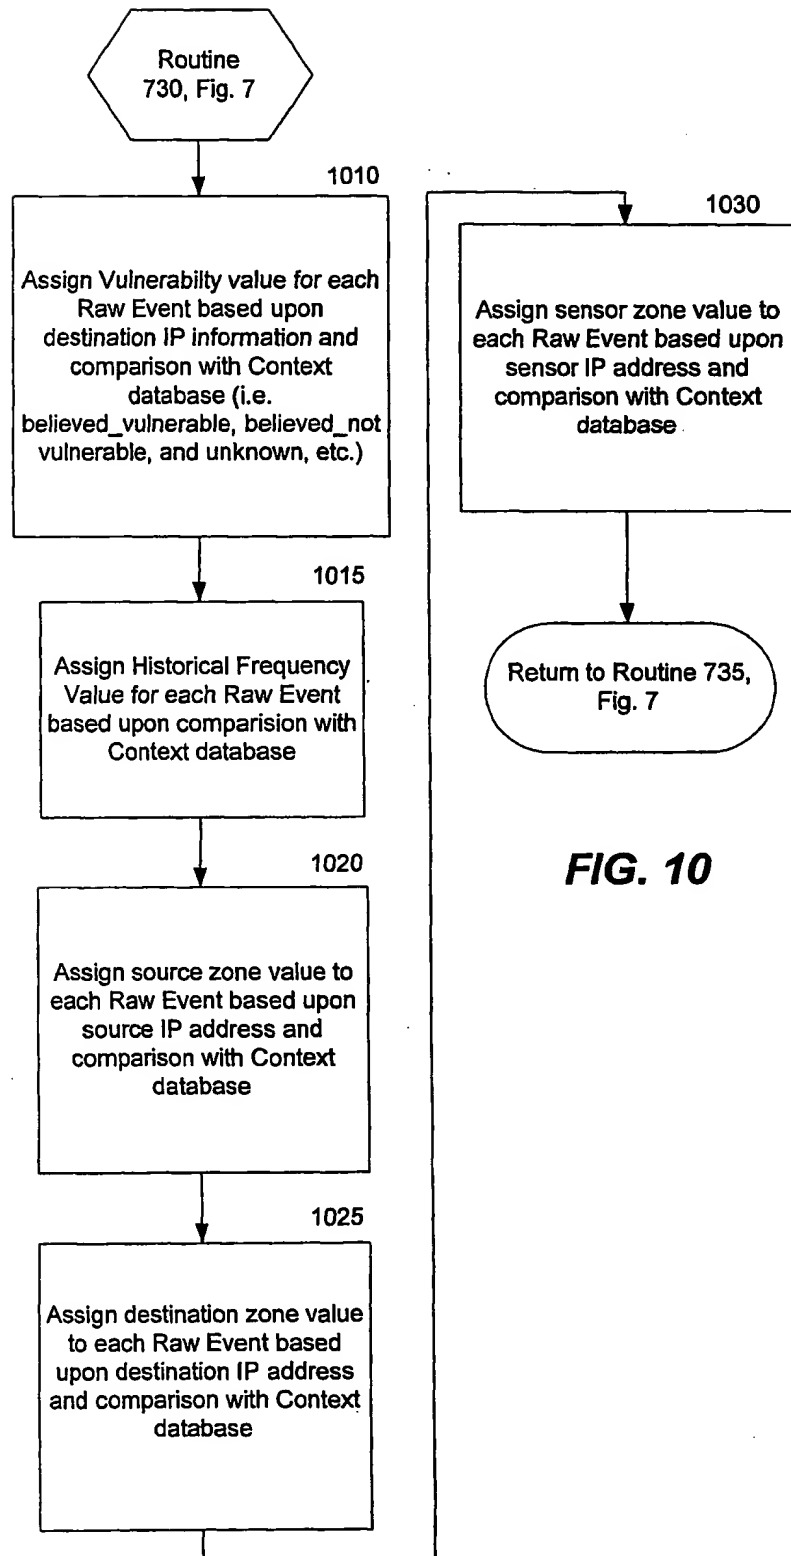 Routine
730, Fig. 7
1010
Assign Vulnerabilty value for each
Raw Event based upon
destination IP information and
comparison with Context
database (i.e.
believed_vulnerable, believed_not
vulnerable, and unknown, etc.)
1015
Assign Historical Frequency
Value for each Raw Event
based upon comparision with
Context database
1020
Assign source zone value to
each Raw Event based upon
source IP address and
comparison with Context
database
1025
Assign destination zone value
to each Raw Event based
upon destination IP address
and comparison with Context
database
1030
Assign sensor zone value to
each Raw Event based upon
sensor IP address and
comparison with Context
database
Return to Routine 735,
Fig. 7
FIG. 10